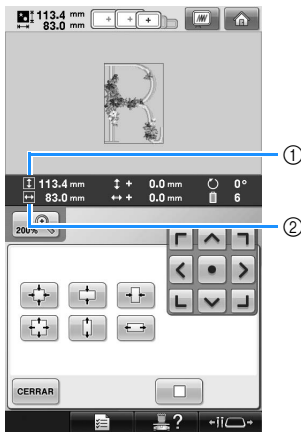 113.4 mm
83.0 mm
113.4 mm + 0.0 mm 0°
83.0 mm + 0.0 mm 6
①
②
200%
CERRAR
?